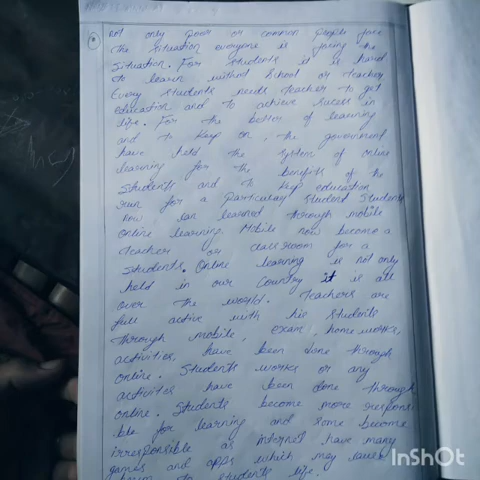 not only poor or common people face
the situation everyone is facing the
situation. For students it is hard
to learn without School or teacher
Every students needs teacher to get
education and to achieve sucess in
life. For the better of learning
and to keep on, the government
have held the system of online
learning for the benefits of the
students and to keep education
run for a particular student Students
now can learned through mobile
online learning. Mobile now become a
teacher or classroom for a
students. Online learning is not only
held in our country it is all
over the world. Teachers are
full active with his students
through mobile, exam, home works,
activities, have been done through
online. Students works or any
activities have been done through
online. Students become more respons
ble for learning and some become
irresponsible as internet have many
games and apps which may cause
harm to students life.
InShOt